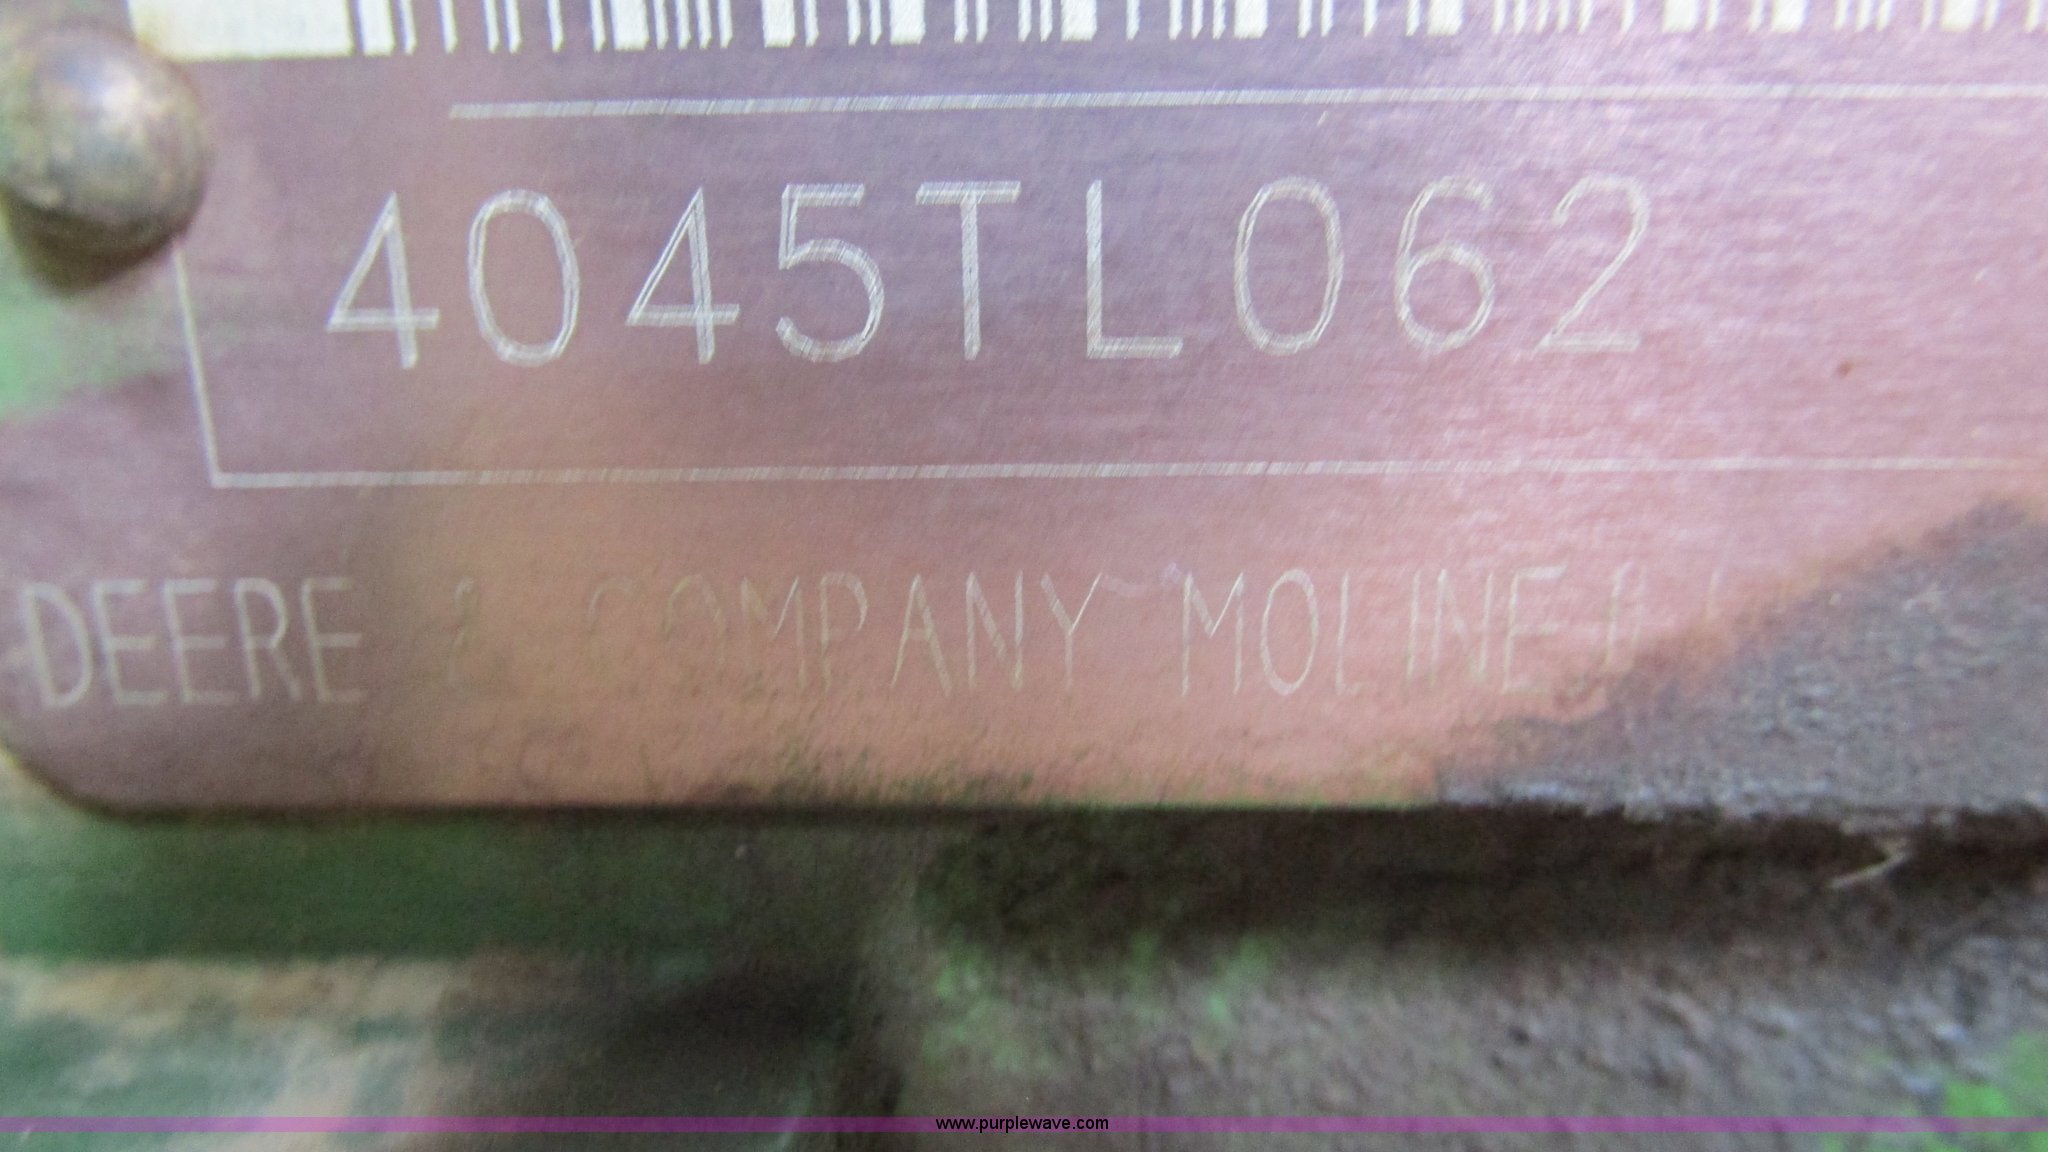 4045TL062
DEERE & COMPANY MOLINE,
www.purplewave.com